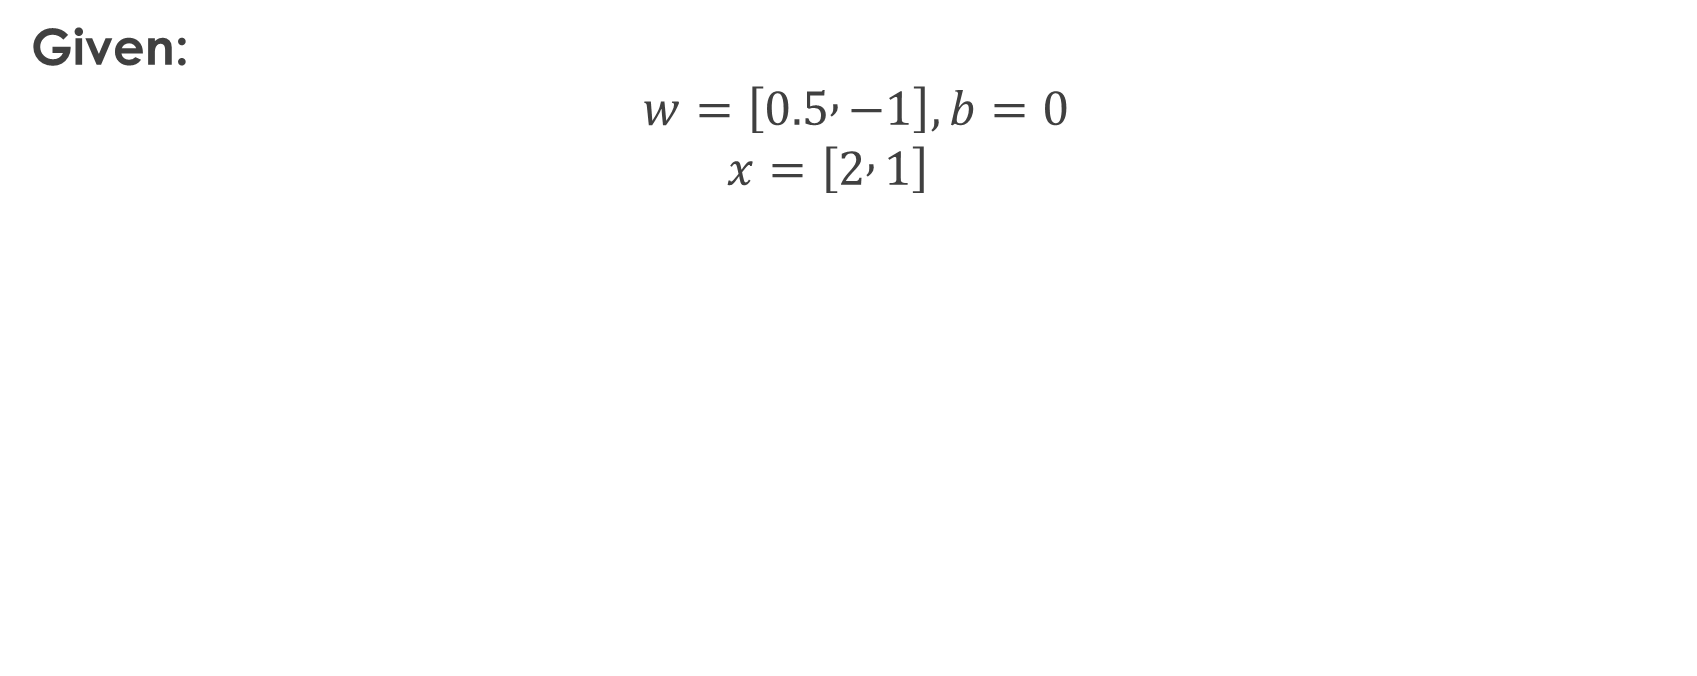 Given:
w = [0.5, −1], b = 0
x = [2, 1]